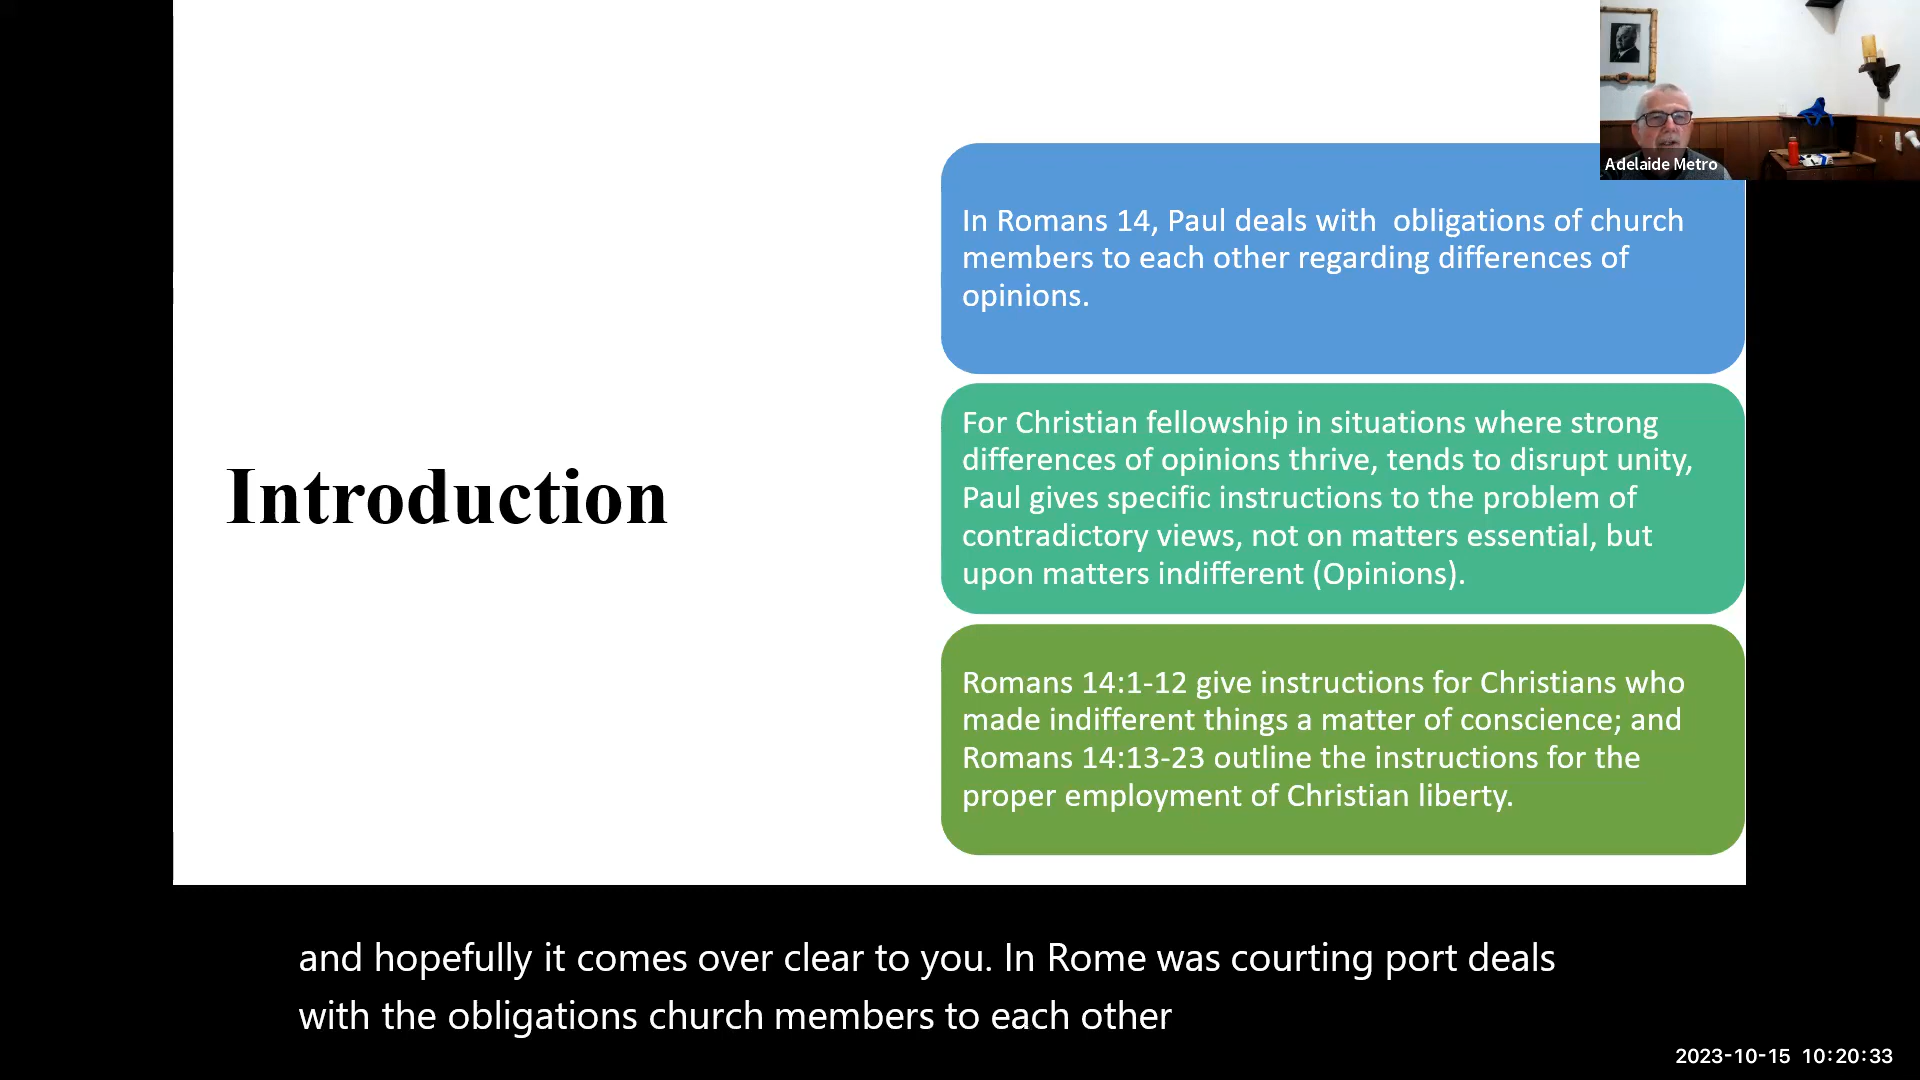 Adelaide Metro
Introduction
In Romans 14, Paul deals with  obligations of church
members to each other regarding differences of
opinions.
For Christian fellowship in situations where strong
differences of opinions thrive, tends to disrupt unity,
Paul gives specific instructions to the problem of
contradictory views, not on matters essential, but
upon matters indifferent (Opinions).
Romans 14:1-12 give instructions for Christians who
made indifferent things a matter of conscience; and
Romans 14:13-23 outline the instructions for the
proper employment of Christian liberty.
and hopefully it comes over clear to you. In Rome was courting port deals
with the obligations church members to each other
2023-10-15 10:20:33